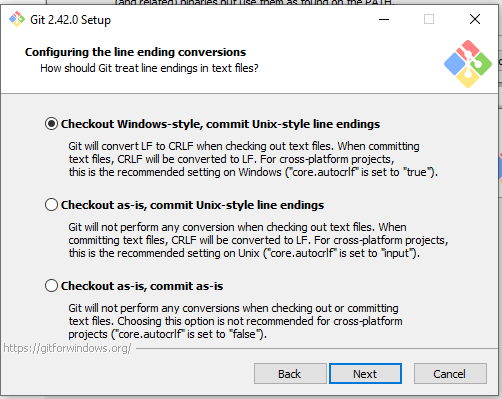 (and related) binaries but use them as found on the PATH.
Git 2.42.0 Setup
Configuring the line ending conversions
How should Git treat line endings in text files?
Checkout Windows-style, commit Unix-style line endings
Git will convert LF to CRLF when checking out text files. When committing
text files, CRLF will be converted to LF. For cross-platform projects,
this is the recommended setting on Windows ("core.autocrlf" is set to "true").
Checkout as-is, commit Unix-style line endings
Git will not perform any conversion when checking out text files. When
committing text files, CRLF will be converted to LF. For cross-platform projects,
this is the recommended setting on Unix ("core.autocrlf" is set to "input").
Checkout as-is, commit as-is
Git will not perform any conversions when checking out or committing
text files. Choosing this option is not recommended for cross-platform
projects ("core.autocrlf" is set to "false").
https://gitforwindows.org/
Back
Next
Cancel